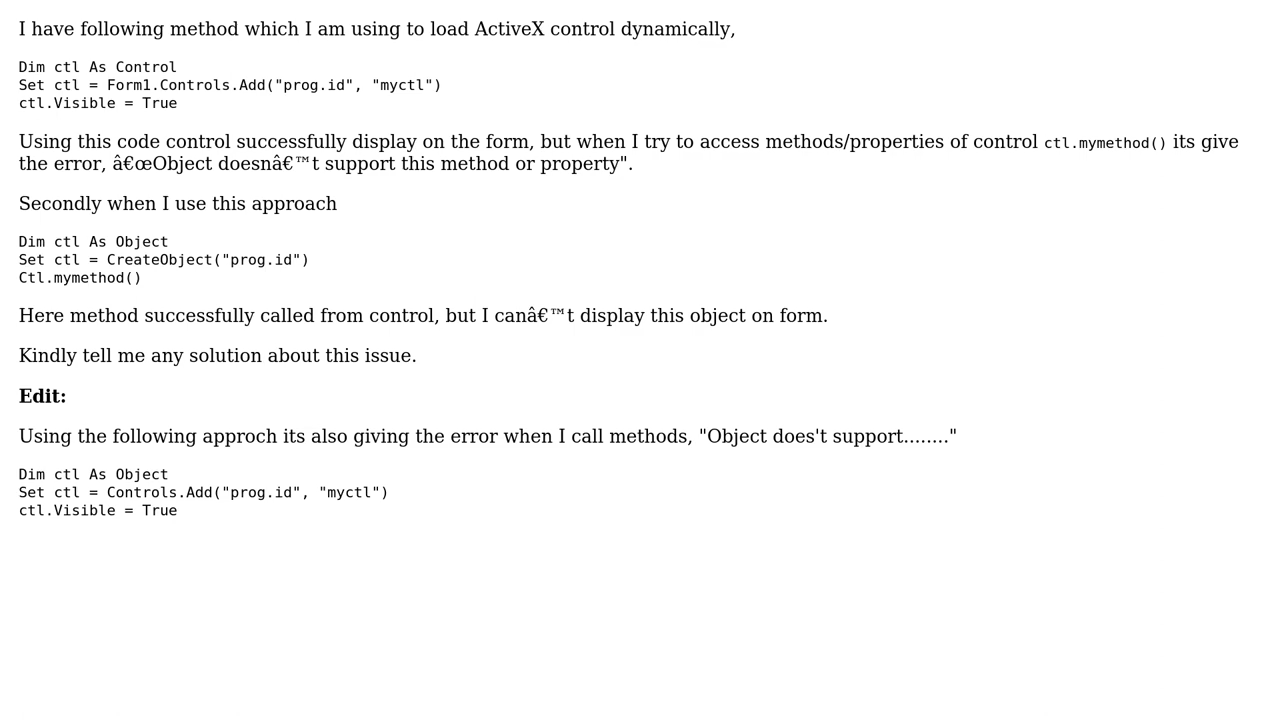 I have following method which I am using to load ActiveX control dynamically,
Dim ctl As Control
Set ctl = Form1.Controls.Add("prog.id", "myctl")
ctl.Visible = True
Using this code control successfully display on the form, but when I try to access methods/properties of control ctl.mymethod() its give
the error, â€œObject doesnâ€™t support this method or property".
Secondly when I use this approach
Dim ctl As Object
Set ctl = CreateObject("prog.id")
Ctl.mymethod()
Here method successfully called from control, but I canâ€™t display this object on form.
Kindly tell me any solution about this issue.
Edit:
Using the following approch its also giving the error when I call methods, "Object does't support........"
Dim ctl As Object
Set ctl = Controls.Add("prog.id", "myctl")
ctl.Visible = True